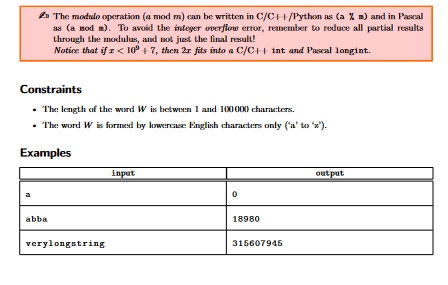 ✍ The modulo operation (a mod m) can be written in C/C++/Python as (a % m) and in Pascal
as (a mod m). To avoid the integer overflow error, remember to reduce all partial results
through the modulus, and not just the final result!
Notice that if x < 10⁹ + 7, then 2x fits into a C/C++ int and Pascal longint.
Constraints
• The length of the word W is between 1 and 100 000 characters.
• The word W is formed by lowercase English characters only ('a' to 'z').
Examples
input output
a 0
abba 18980
verylongstring 315607945